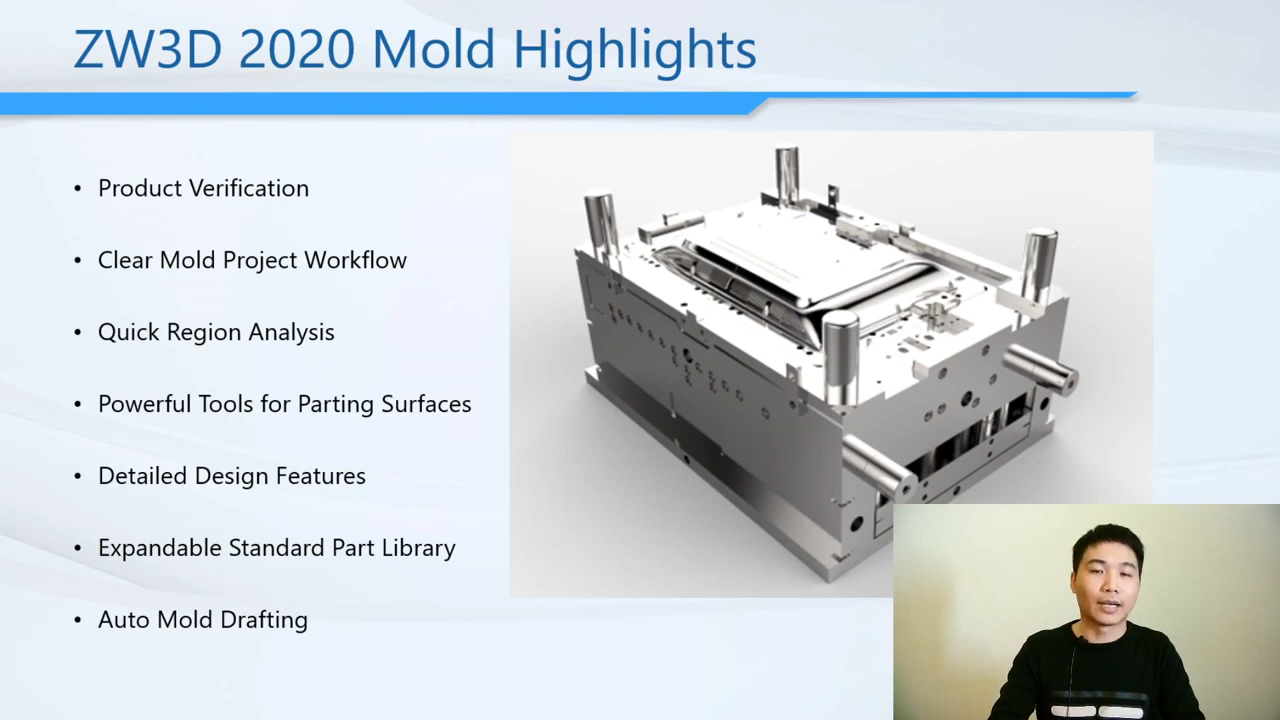 ZW3D 2020 Mold Highlights
• Product Verification
• Clear Mold Project Workflow
• Quick Region Analysis
• Powerful Tools for Parting Surfaces
• Detailed Design Features
• Expandable Standard Part Library
• Auto Mold Drafting